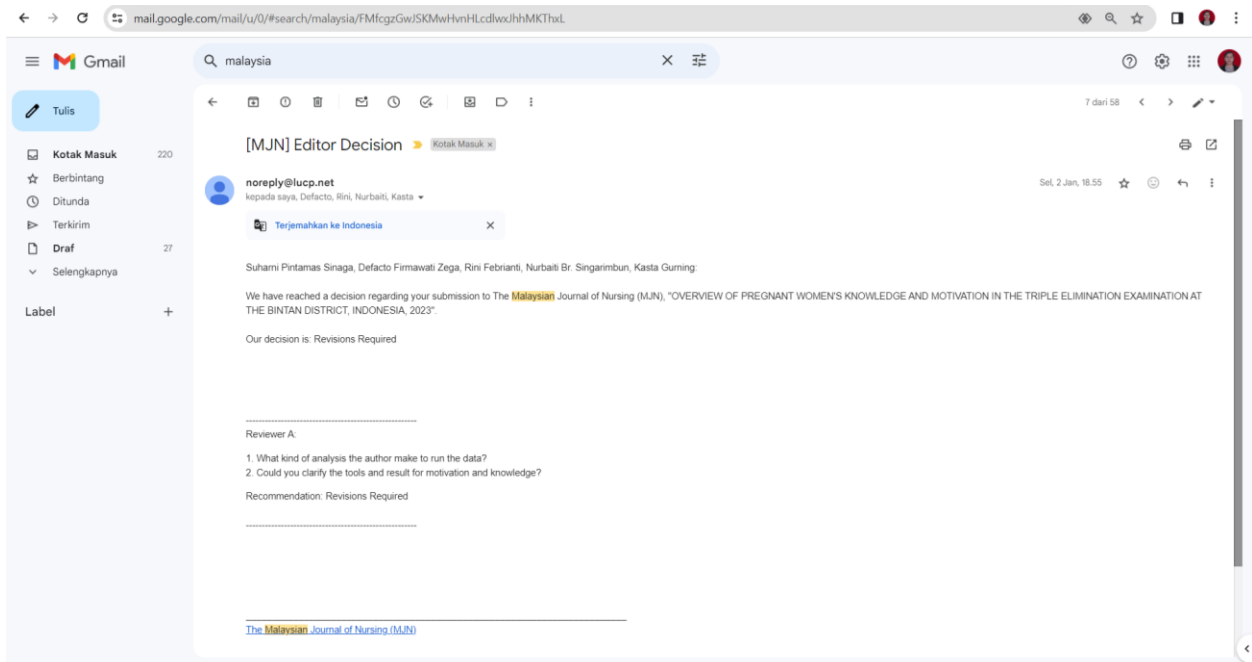 mail.google.com/mail/u/0/#search/malaysia/FMfcgzGwJSKMwHvnHLcdlwxJhhMKThxL
Gmail
malaysia
Tulis
7 dari 58
[MJN] Editor Decision
Kotak Masuk ×
Kotak Masuk 220
noreply@lucp.net
Sel, 2 Jan, 18.55
Berbintang
kepada saya, Defacto, Rini, Nurbaiti, Kasta
Ditunda
Terkirim
Terjemahkan ke Indonesia
Draf 27
Selengkapnya
Label +
Suharni Pintamas Sinaga, Defacto Firmawati Zega, Rini Febrianti, Nurbaiti Br. Singarimbun, Kasta Gurning:
We have reached a decision regarding your submission to The Malaysian Journal of Nursing (MJN), "OVERVIEW OF PREGNANT WOMEN'S KNOWLEDGE AND MOTIVATION IN THE TRIPLE ELIMINATION EXAMINATION AT
THE BINTAN DISTRICT, INDONESIA, 2023".
Our decision is: Revisions Required
------------------------------------------------------
Reviewer A:
1. What kind of analysis the author make to run the data?
2. Could you clarify the tools and result for motivation and knowledge?
Recommendation: Revisions Required
------------------------------------------------------
The Malaysian Journal of Nursing (MJN)